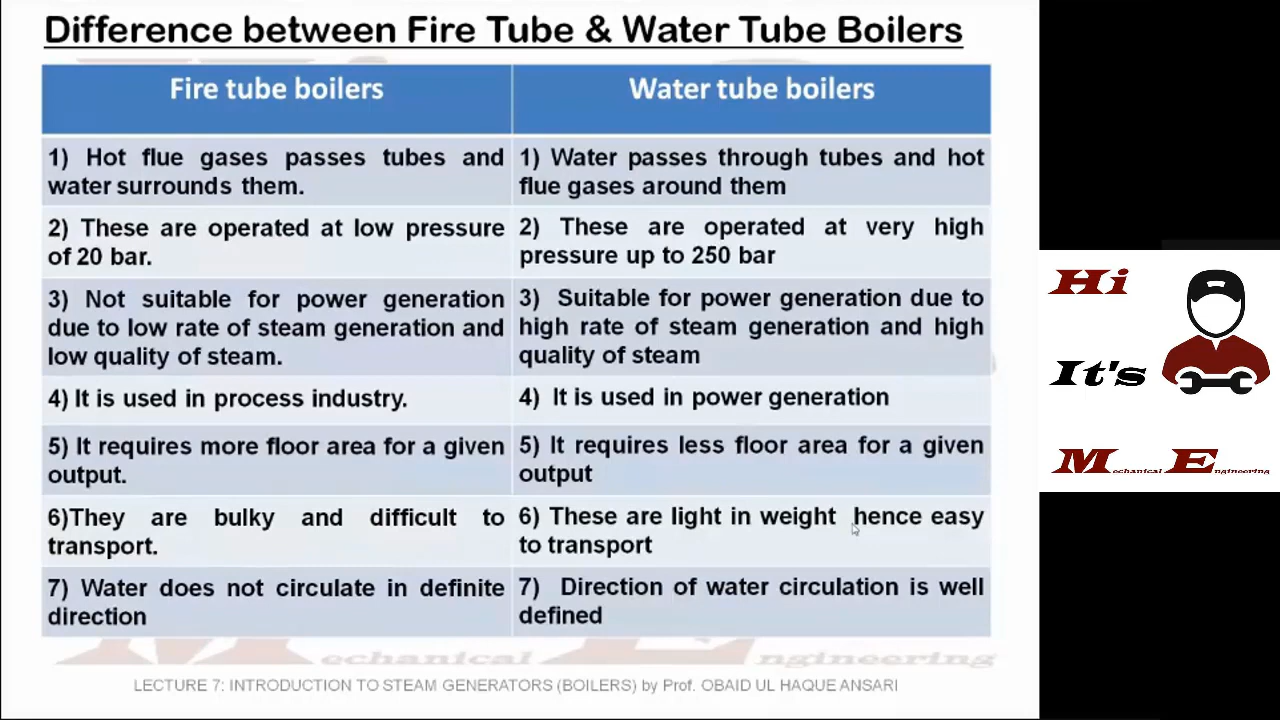 Difference between Fire Tube & Water Tube Boilers
Fire tube boilers
Water tube boilers
1) Hot flue gases passes tubes and
water surrounds them.
1) Water passes through tubes and hot
flue gases around them
2) These are operated at low pressure
of 20 bar.
2) These are operated at very high
pressure up to 250 bar
3) Not suitable for power generation
due to low rate of steam generation and
low quality of steam.
3) Suitable for power generation due to
high rate of steam generation and high
quality of steam
4) It is used in process industry.
4) It is used in power generation
5) It requires more floor area for a given
output.
5) It requires less floor area for a given
output
6)They are bulky and difficult to
transport.
6) These are light in weight hence easy
to transport
7) Water does not circulate in definite
direction
7) Direction of water circulation is well
defined
Mechanical Engineering
LECTURE 7: INTRODUCTION TO STEAM GENERATORS (BOILERS) by Prof. OBAID UL HAQUE ANSARI
Hi
It's
Mechanical Engineering